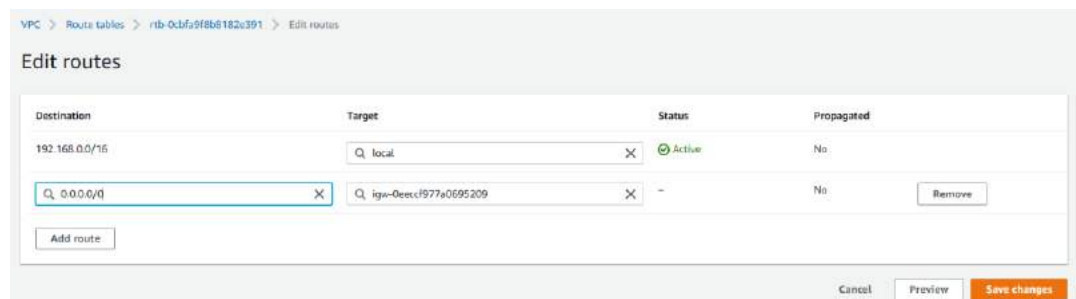 VPC > Route tables > rtb-0cbfa9f8b8182e391 > Edit routes
Edit routes
Destination Target Status Propagated
192.168.0.0/16 local Active No
0.0.0.0/0 igw-0eeccf977a0695209 – No Remove
Add route
Cancel Preview Save changes